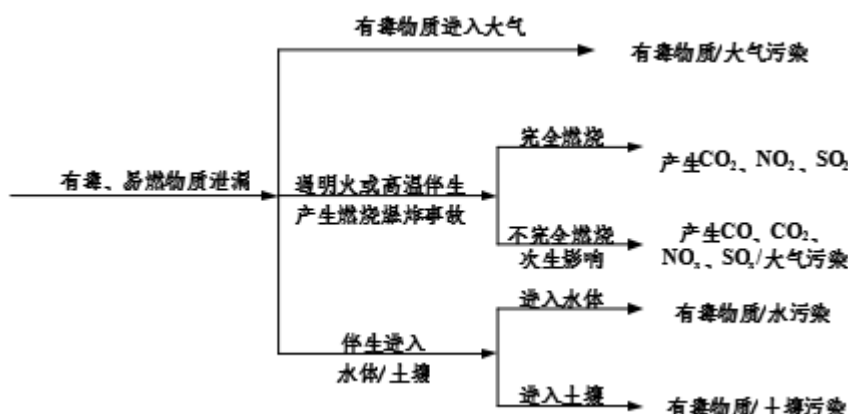 有毒物质进入大气
有毒物质/大气污染
完全燃烧
产生CO₂、NO₂、SO₂
有毒、易燃物质泄漏
遇明火或高温伴生
产生燃烧爆炸事故
不完全燃烧
次生影响
产生CO、CO₂、
NOₓ、SOₓ/大气污染
进入水体
有毒物质/水污染
伴生进入
水体/土壤
进入土壤
有毒物质/土壤污染